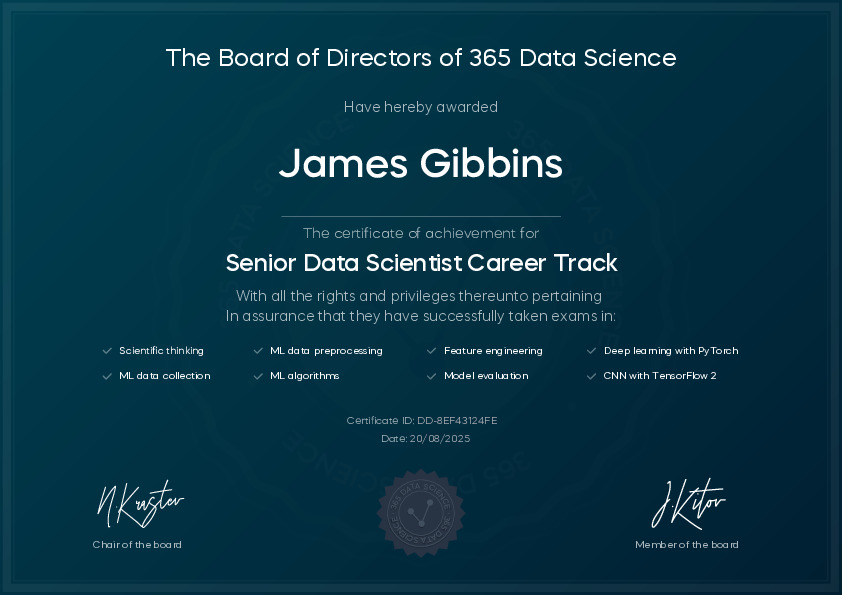 The Board of Directors of 365 Data Science
Have hereby awarded
James Gibbins
The certificate of achievement for
Senior Data Scientist Career Track
With all the rights and privileges thereunto pertaining
In assurance that they have successfully taken exams in:
Scientific thinking
ML data preprocessing
Feature engineering
Deep learning with PyTorch
ML data collection
ML algorithms
Model evaluation
CNN with TensorFlow 2
Certificate ID: DD-8EF43124FE
Date: 20/08/2025
N.Krastev
J.Kitov
365 DATA SCIENCE
365 DATA SCIENCE
Chair of the board
Member of the board